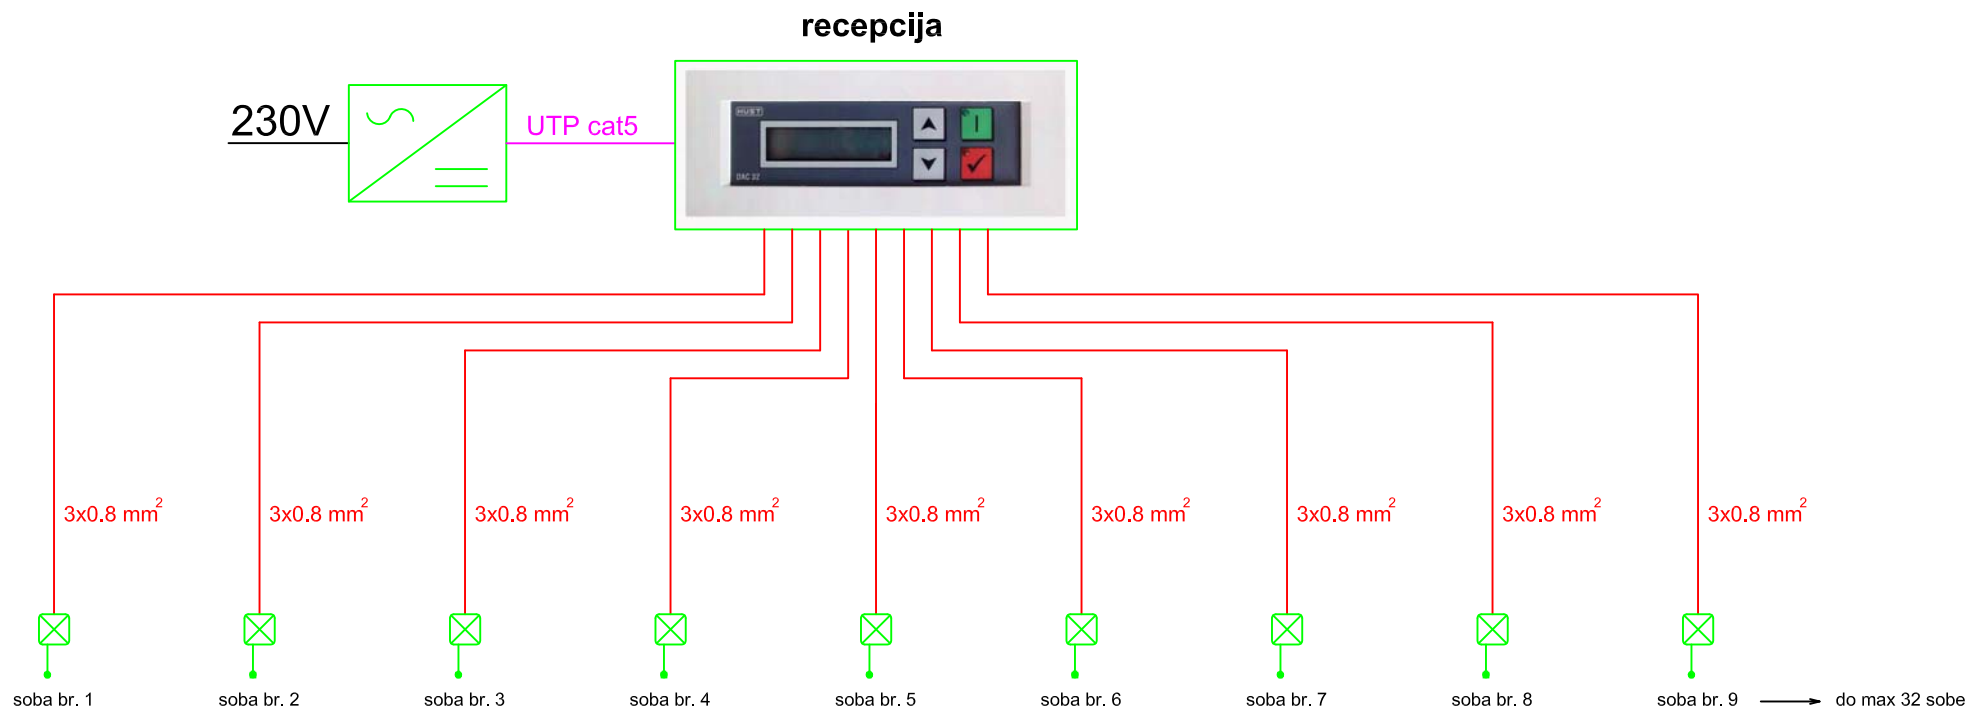 recepcija
230V
UTP cat5
HUST
DAC 32
3x0.8 mm²
3x0.8 mm²
3x0.8 mm²
3x0.8 mm²
3x0.8 mm²
3x0.8 mm²
3x0.8 mm²
3x0.8 mm²
3x0.8 mm²
soba br. 1
soba br. 2
soba br. 3
soba br. 4
soba br. 5
soba br. 6
soba br. 7
soba br. 8
soba br. 9
do max 32 sobe